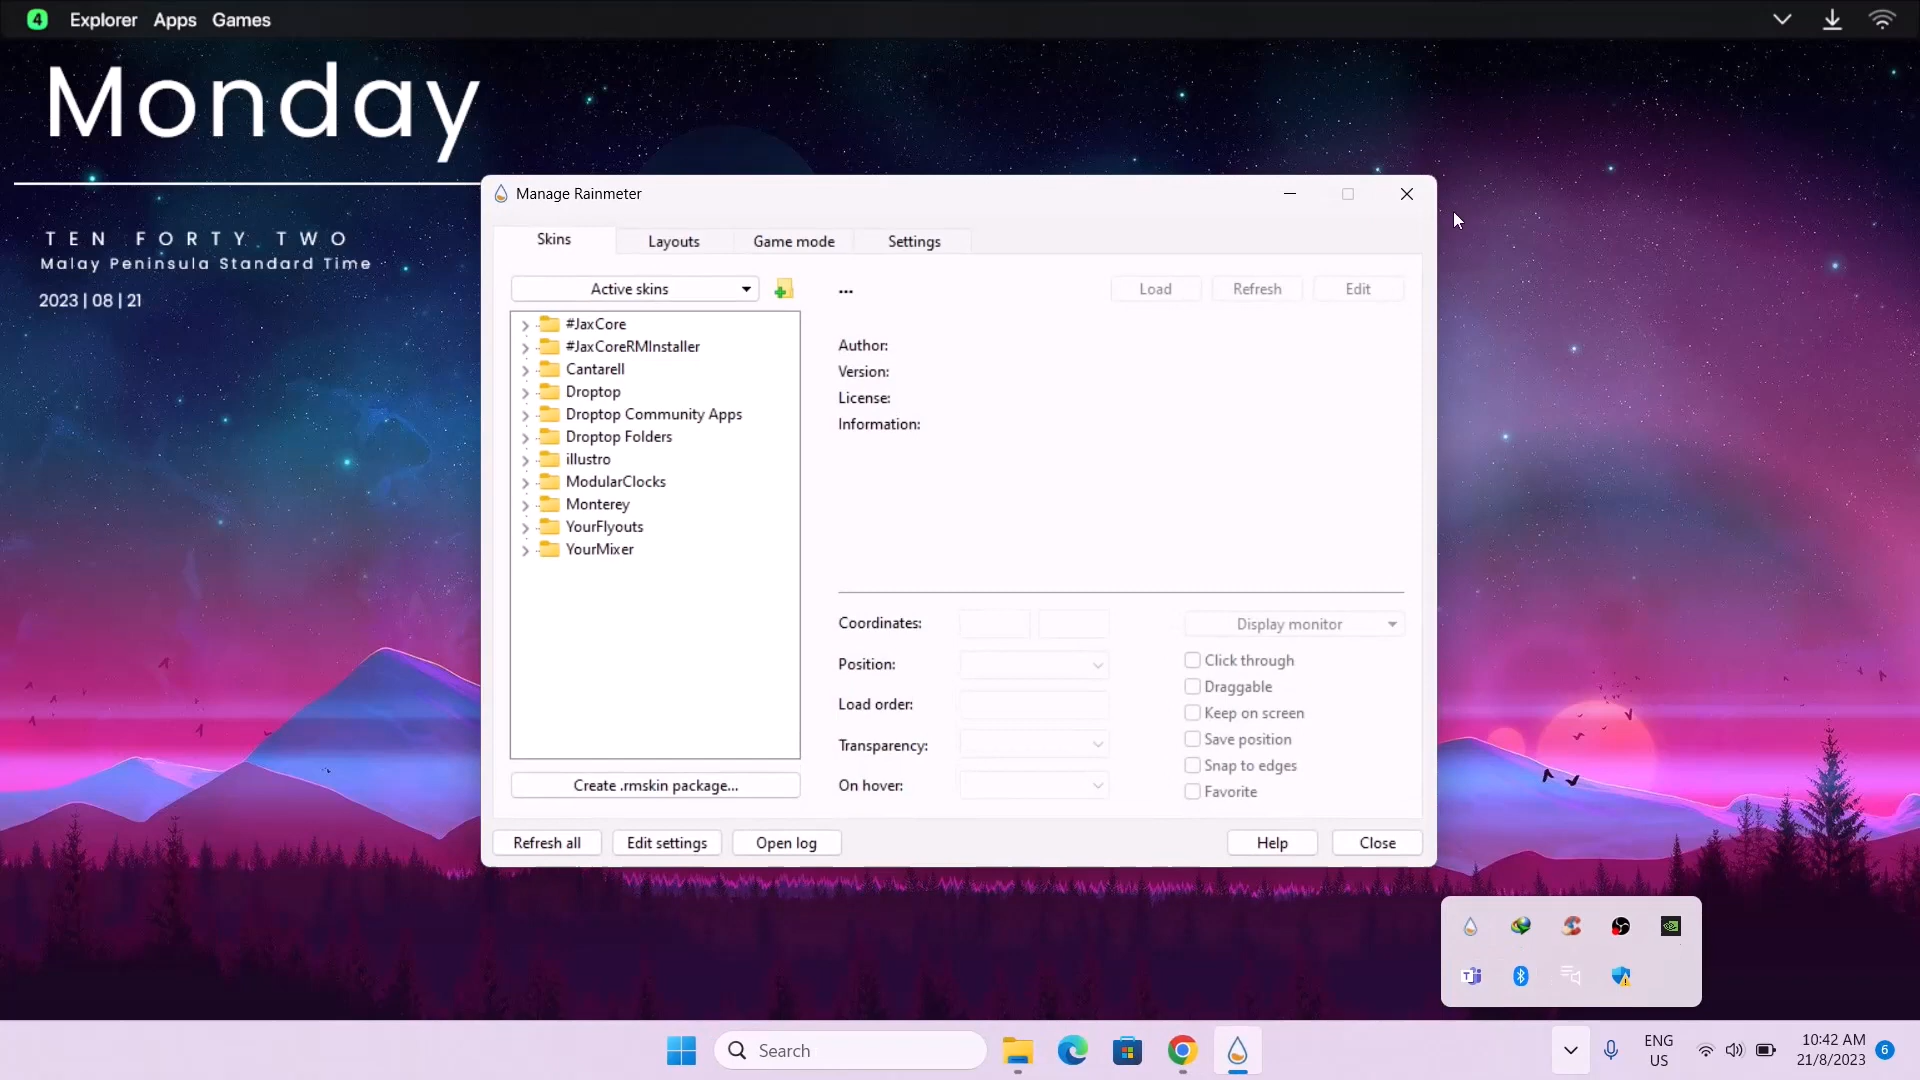 4 Explorer Apps Games
Monday
TEN FORTY TWO
Malay Peninsula Standard Time
2023 | 08 | 21
Manage Rainmeter
Skins Layouts Game mode Settings
Active skins
... Load Refresh Edit
#JaxCore
#JaxCoreRMInstaller
Cantarell
Droptop
Droptop Community Apps
Droptop Folders
illustro
ModularClocks
Monterey
YourFlyouts
YourMixer
Create .rmskin package...
Author:
Version:
License:
Information:
Coordinates:
Position:
Load order:
Transparency:
On hover:
Display monitor
Click through
Draggable
Keep on screen
Save position
Snap to edges
Favorite
Refresh all Edit settings Open log Help Close
Search
ENG
US
10:42 AM
21/8/2023
6